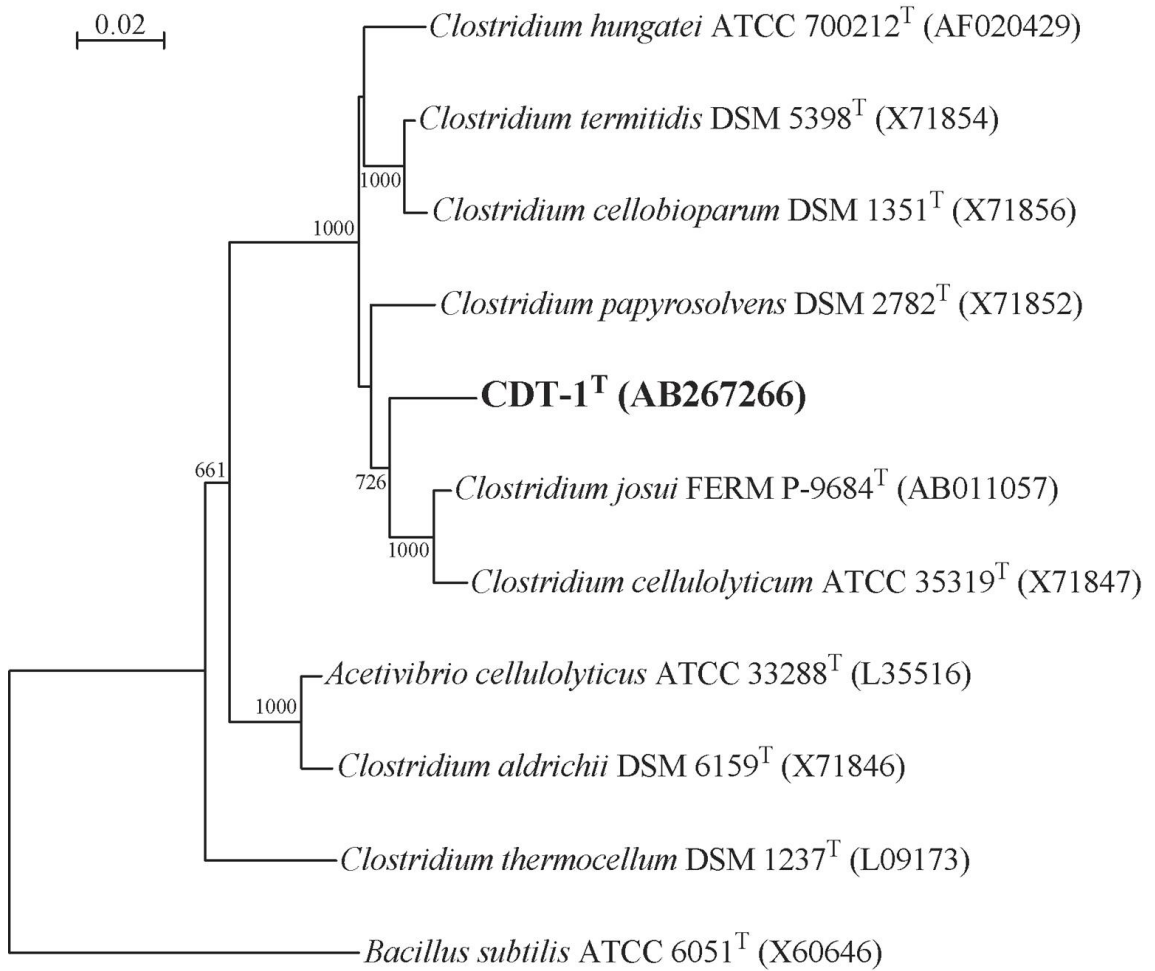 0.02
Clostridium hungatei ATCC 700212T (AF020429)
Clostridium termitidis DSM 5398T (X71854)
1000
Clostridium cellobioparum DSM 1351T (X71856)
1000
Clostridium papyrosolvens DSM 2782T (X71852)
CDT-1T (AB267266)
661
726
Clostridium josui FERM P-9684T (AB011057)
1000
Clostridium cellulolyticum ATCC 35319T (X71847)
Acetivibrio cellulolyticus ATCC 33288T (L35516)
1000
Clostridium aldrichii DSM 6159T (X71846)
Clostridium thermocellum DSM 1237T (L09173)
Bacillus subtilis ATCC 6051T (X60646)